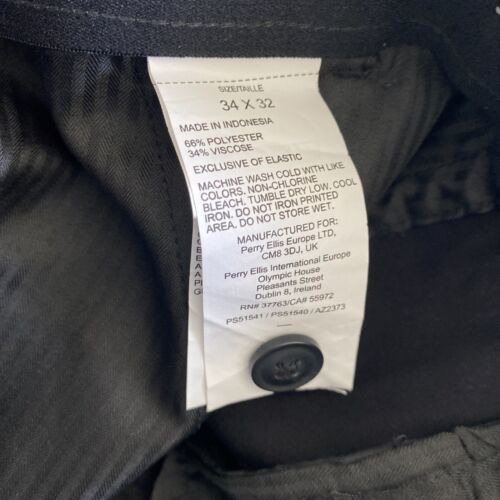 SIZE/TAILLE
34 X 32
MADE IN INDONESIA
66% POLYESTER
34% VISCOSE
EXCLUSIVE OF ELASTIC
MACHINE WASH COLD WITH LIKE
COLORS. NON-CHLORINE
BLEACH. TUMBLE DRY LOW. COOL
IRON. DO NOT IRON PRINTED
AREA. DO NOT STORE WET.
MANUFACTURED FOR:
Perry Ellis Europe LTD.
CM8 3DJ, UK
Perry Ellis International Europe
Olympic House
Pleasants Street
Dublin 8, Ireland
RN# 37763/CA# 55972
PS51541 / PS51540 / AZ2373